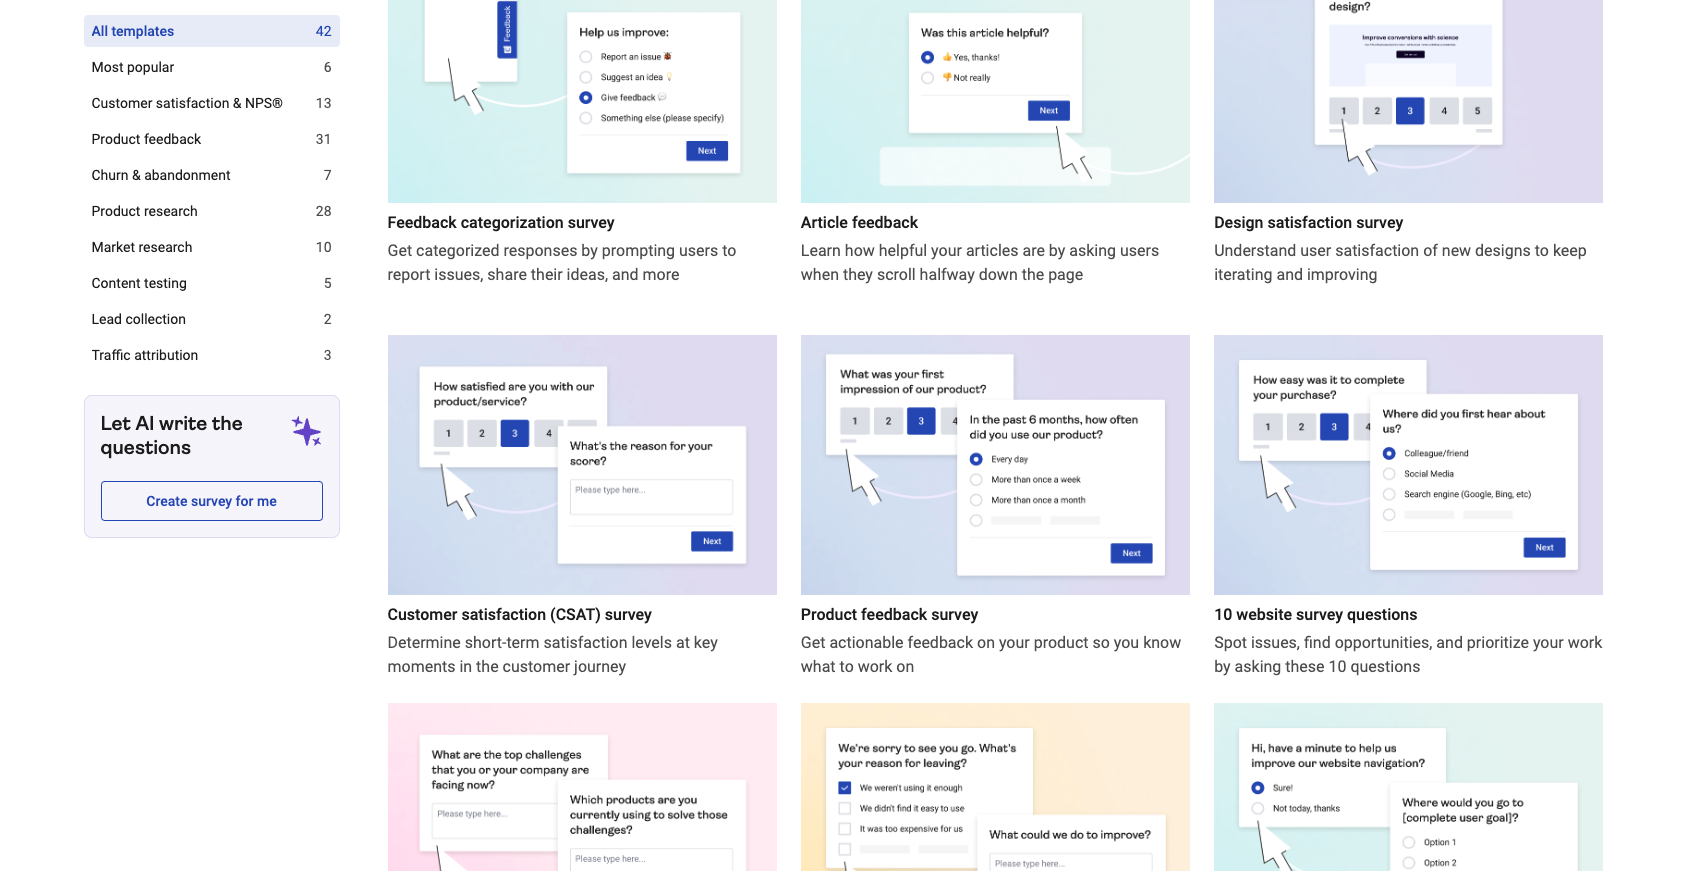 All templates 42
Most popular 6
Customer satisfaction & NPS® 13
Product feedback 31
Churn & abandonment 7
Product research 28
Market research 10
Content testing 5
Lead collection 2
Traffic attribution 3
Let AI write the
questions
Create survey for me
Feedback
Help us improve:
Report an issue 🐞
Suggest an idea 💡
Give feedback 💬
Something else (please specify)
Next
Feedback categorization survey
Get categorized responses by prompting users to
report issues, share their ideas, and more
Was this article helpful?
👍 Yes, thanks!
👎 Not really
Next
Article feedback
Learn how helpful your articles are by asking users
when they scroll halfway down the page
design?
Improve conversions with science
1 2 3 4 5
Design satisfaction survey
Understand user satisfaction of new designs to keep
iterating and improving
How satisfied are you with our
product/service?
1 2 3 4
What's the reason for your
score?
Please type here...
Next
Customer satisfaction (CSAT) survey
Determine short-term satisfaction levels at key
moments in the customer journey
What was your first
impression of our product?
1 2 3 4
In the past 6 months, how often
did you use our product?
Every day
More than once a week
More than once a month
Next
Product feedback survey
Get actionable feedback on your product so you know
what to work on
How easy was it to complete
your purchase?
1 2 3 4
Where did you first hear about
us?
Colleague/friend
Social Media
Search engine (Google, Bing, etc)
Next
10 website survey questions
Spot issues, find opportunities, and prioritize your work
by asking these 10 questions
What are the top challenges
that you or your company are
facing now?
Please type here...
Which products are you
currently using to solve those
challenges?
Please type here...
We're sorry to see you go. What's
your reason for leaving?
We weren't using it enough
We didn't find it easy to use
It was too expensive for us
What could we do to improve?
Please type here...
Hi, have a minute to help us
improve our website navigation?
Sure!
Not today, thanks
Where would you go to
[complete user goal]?
Option 1
Option 2